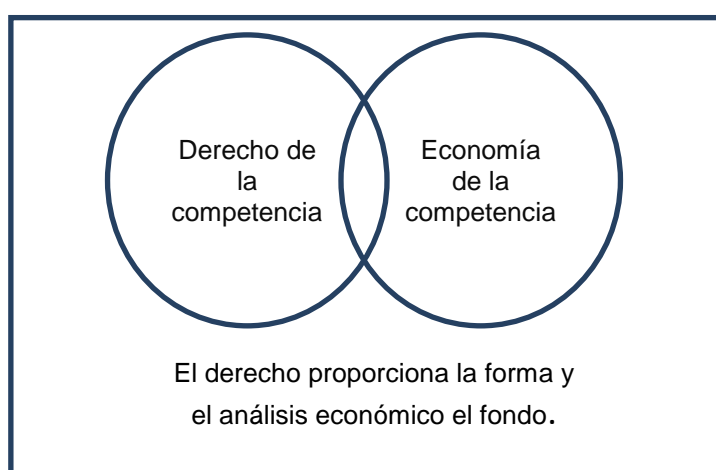 Derecho de
la
competencia
Economía
de la
competencia
El derecho proporciona la forma y
el análisis económico el fondo.